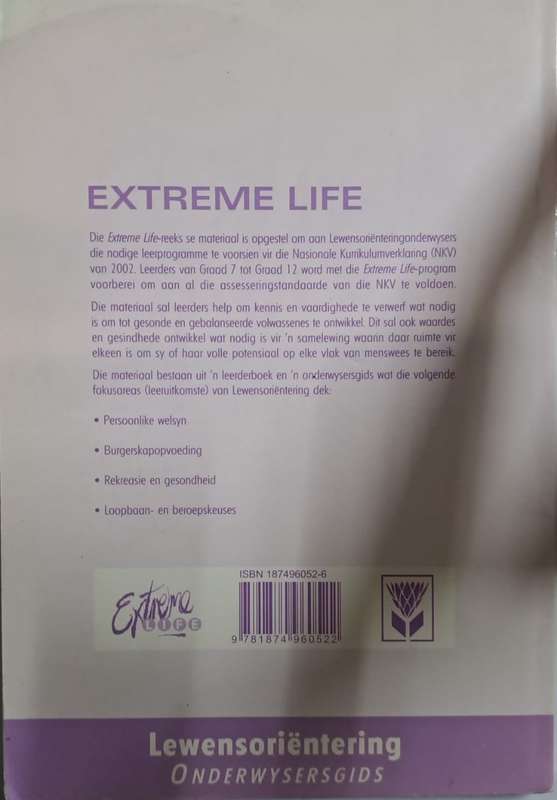 EXTREME LIFE
Die Extreme Life-reeks se materiaal is opgestel om aan Lewensoriënteringonderwysers
die nodige leerprogramme te voorsien vir die Nasionale Kurrikulumverklaring (NKV)
van 2002. Leerders van Graad 7 tot Graad 12 word met die Extreme Life-program
voorberei om aan al die assesseringstandaarde van die NKV te voldoen.
Die materiaal sal leerders help om kennis en vaardighede te verwerf wat nodig
is om tot gesonde en gebalanseerde volwassenes te ontwikkel. Dit sal ook waardes
en gesindhede ontwikkel wat nodig is vir 'n samelewing waarin daar ruimte vir
elkeen is om sy of haar volle potensiaal op elke vlak van menswees te bereik.
Die materiaal bestaan uit 'n leerderboek en 'n onderwysersgids wat die volgende
fokusareas (leeruitkomste) van Lewensoriëntering dek:
• Persoonlike welsyn
• Burgerskapopvoeding
• Rekreasie en gesondheid
• Loopbaan- en beroepskeuses
ISBN 187496052-6
Extreme
LIFE
9 781874 960522
Lewensoriëntering
ONDERWYSERSGIDS